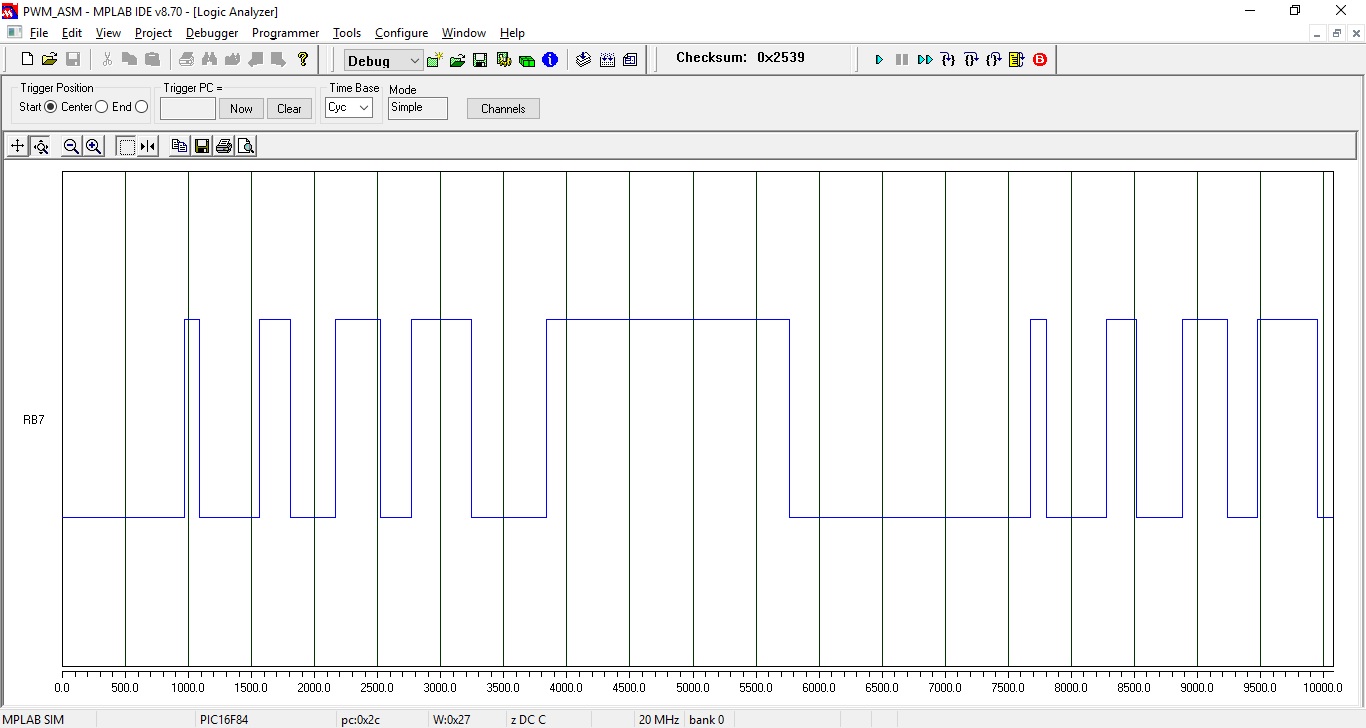 PWM_ASM - MPLAB IDE v8.70 - [Logic Analyzer]
File Edit View Project Debugger Programmer Tools Configure Window Help
Debug Checksum: 0x2539
Trigger Position Trigger PC = Time Base Mode
Start Center End Now Clear Cyc Simple Channels
RB7
0.0 500.0 1000.0 1500.0 2000.0 2500.0 3000.0 3500.0 4000.0 4500.0 5000.0 5500.0 6000.0 6500.0 7000.0 7500.0 8000.0 8500.0 9000.0 9500.0 10000.0
MPLAB SIM PIC16F84 pc:0x2c W:0x27 z DC C 20 MHz bank 0